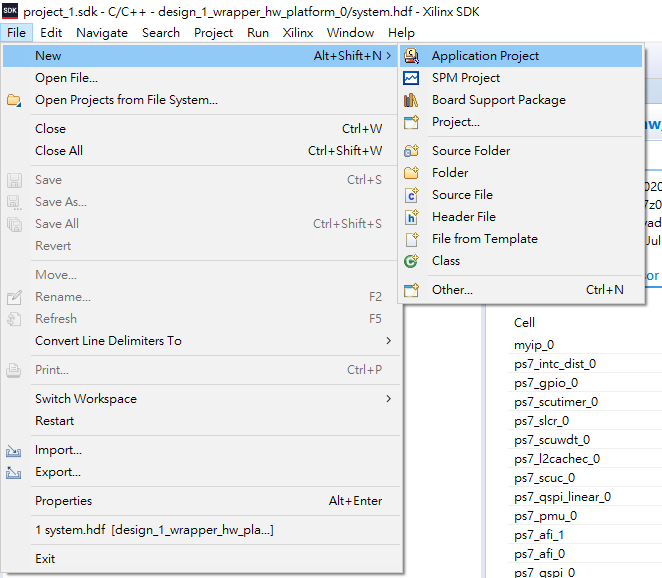 SDK project_1.sdk - C/C++ - design_1_wrapper_hw_platform_0/system.hdf - Xilinx SDK
File Edit Navigate Search Project Run Xilinx Window Help
New Alt+Shift+N >
Open File...
Open Projects from File System...
Close Ctrl+W
Close All Ctrl+Shift+W
Save Ctrl+S
Save As...
Save All Ctrl+Shift+S
Revert
Move...
Rename... F2
Refresh F5
Convert Line Delimiters To >
Print... Ctrl+P
Switch Workspace >
Restart
Import...
Export...
Properties Alt+Enter
1 system.hdf [design_1_wrapper_hw_pla...]
Exit
Application Project
SPM Project
Board Support Package
Project...
Source Folder
Folder
Source File
Header File
File from Template
Class
Other... Ctrl+N
Cell
myip_0
ps7_intc_dist_0
ps7_gpio_0
ps7_scutimer_0
ps7_slcr_0
ps7_scuwdt_0
ps7_l2cachec_0
ps7_scuc_0
ps7_qspi_linear_0
ps7_pmu_0
ps7_afi_1
ps7_afi_0
ps7_qspi_0